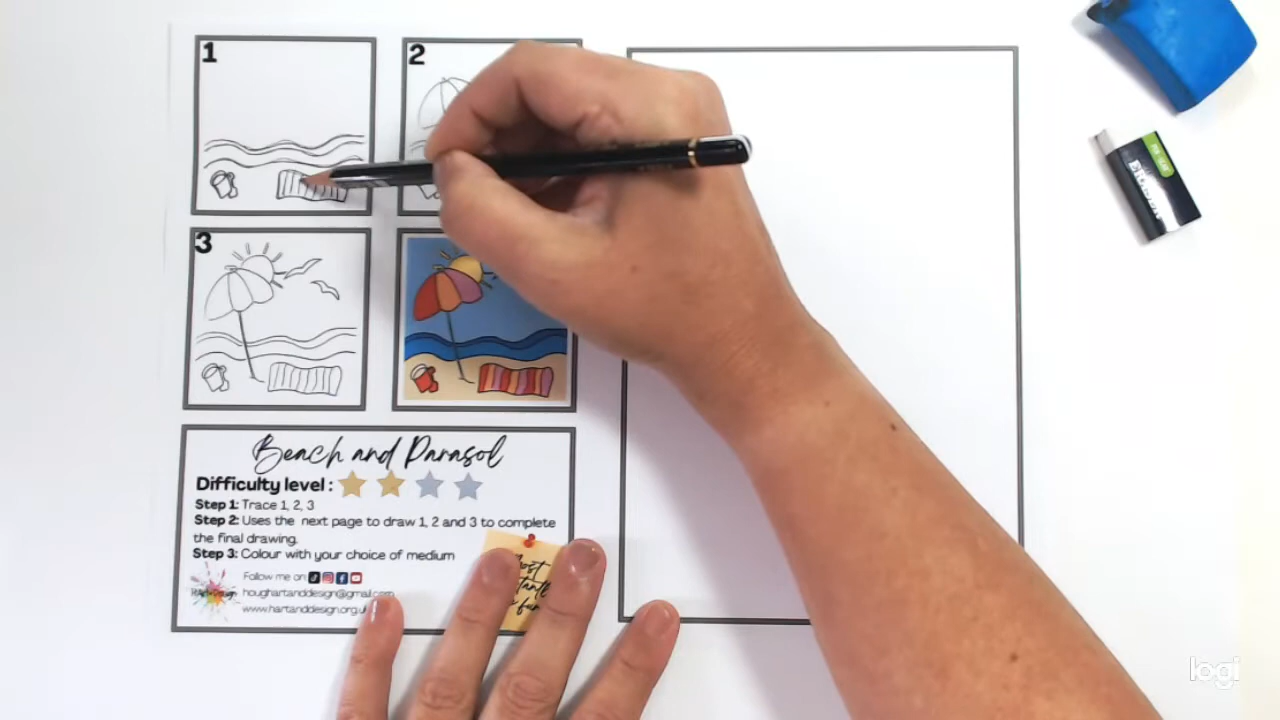 1
2
3
Beach and Parasol
Difficulty level :
Step 1: Trace 1, 2, 3
Step 2: Uses the next page to draw 1, 2 and 3 to complete
the final drawing.
Step 3: Colour with your choice of medium
Follow me on
houghartanddesign@gmail.com
www.hartanddesign.org.uk
logi